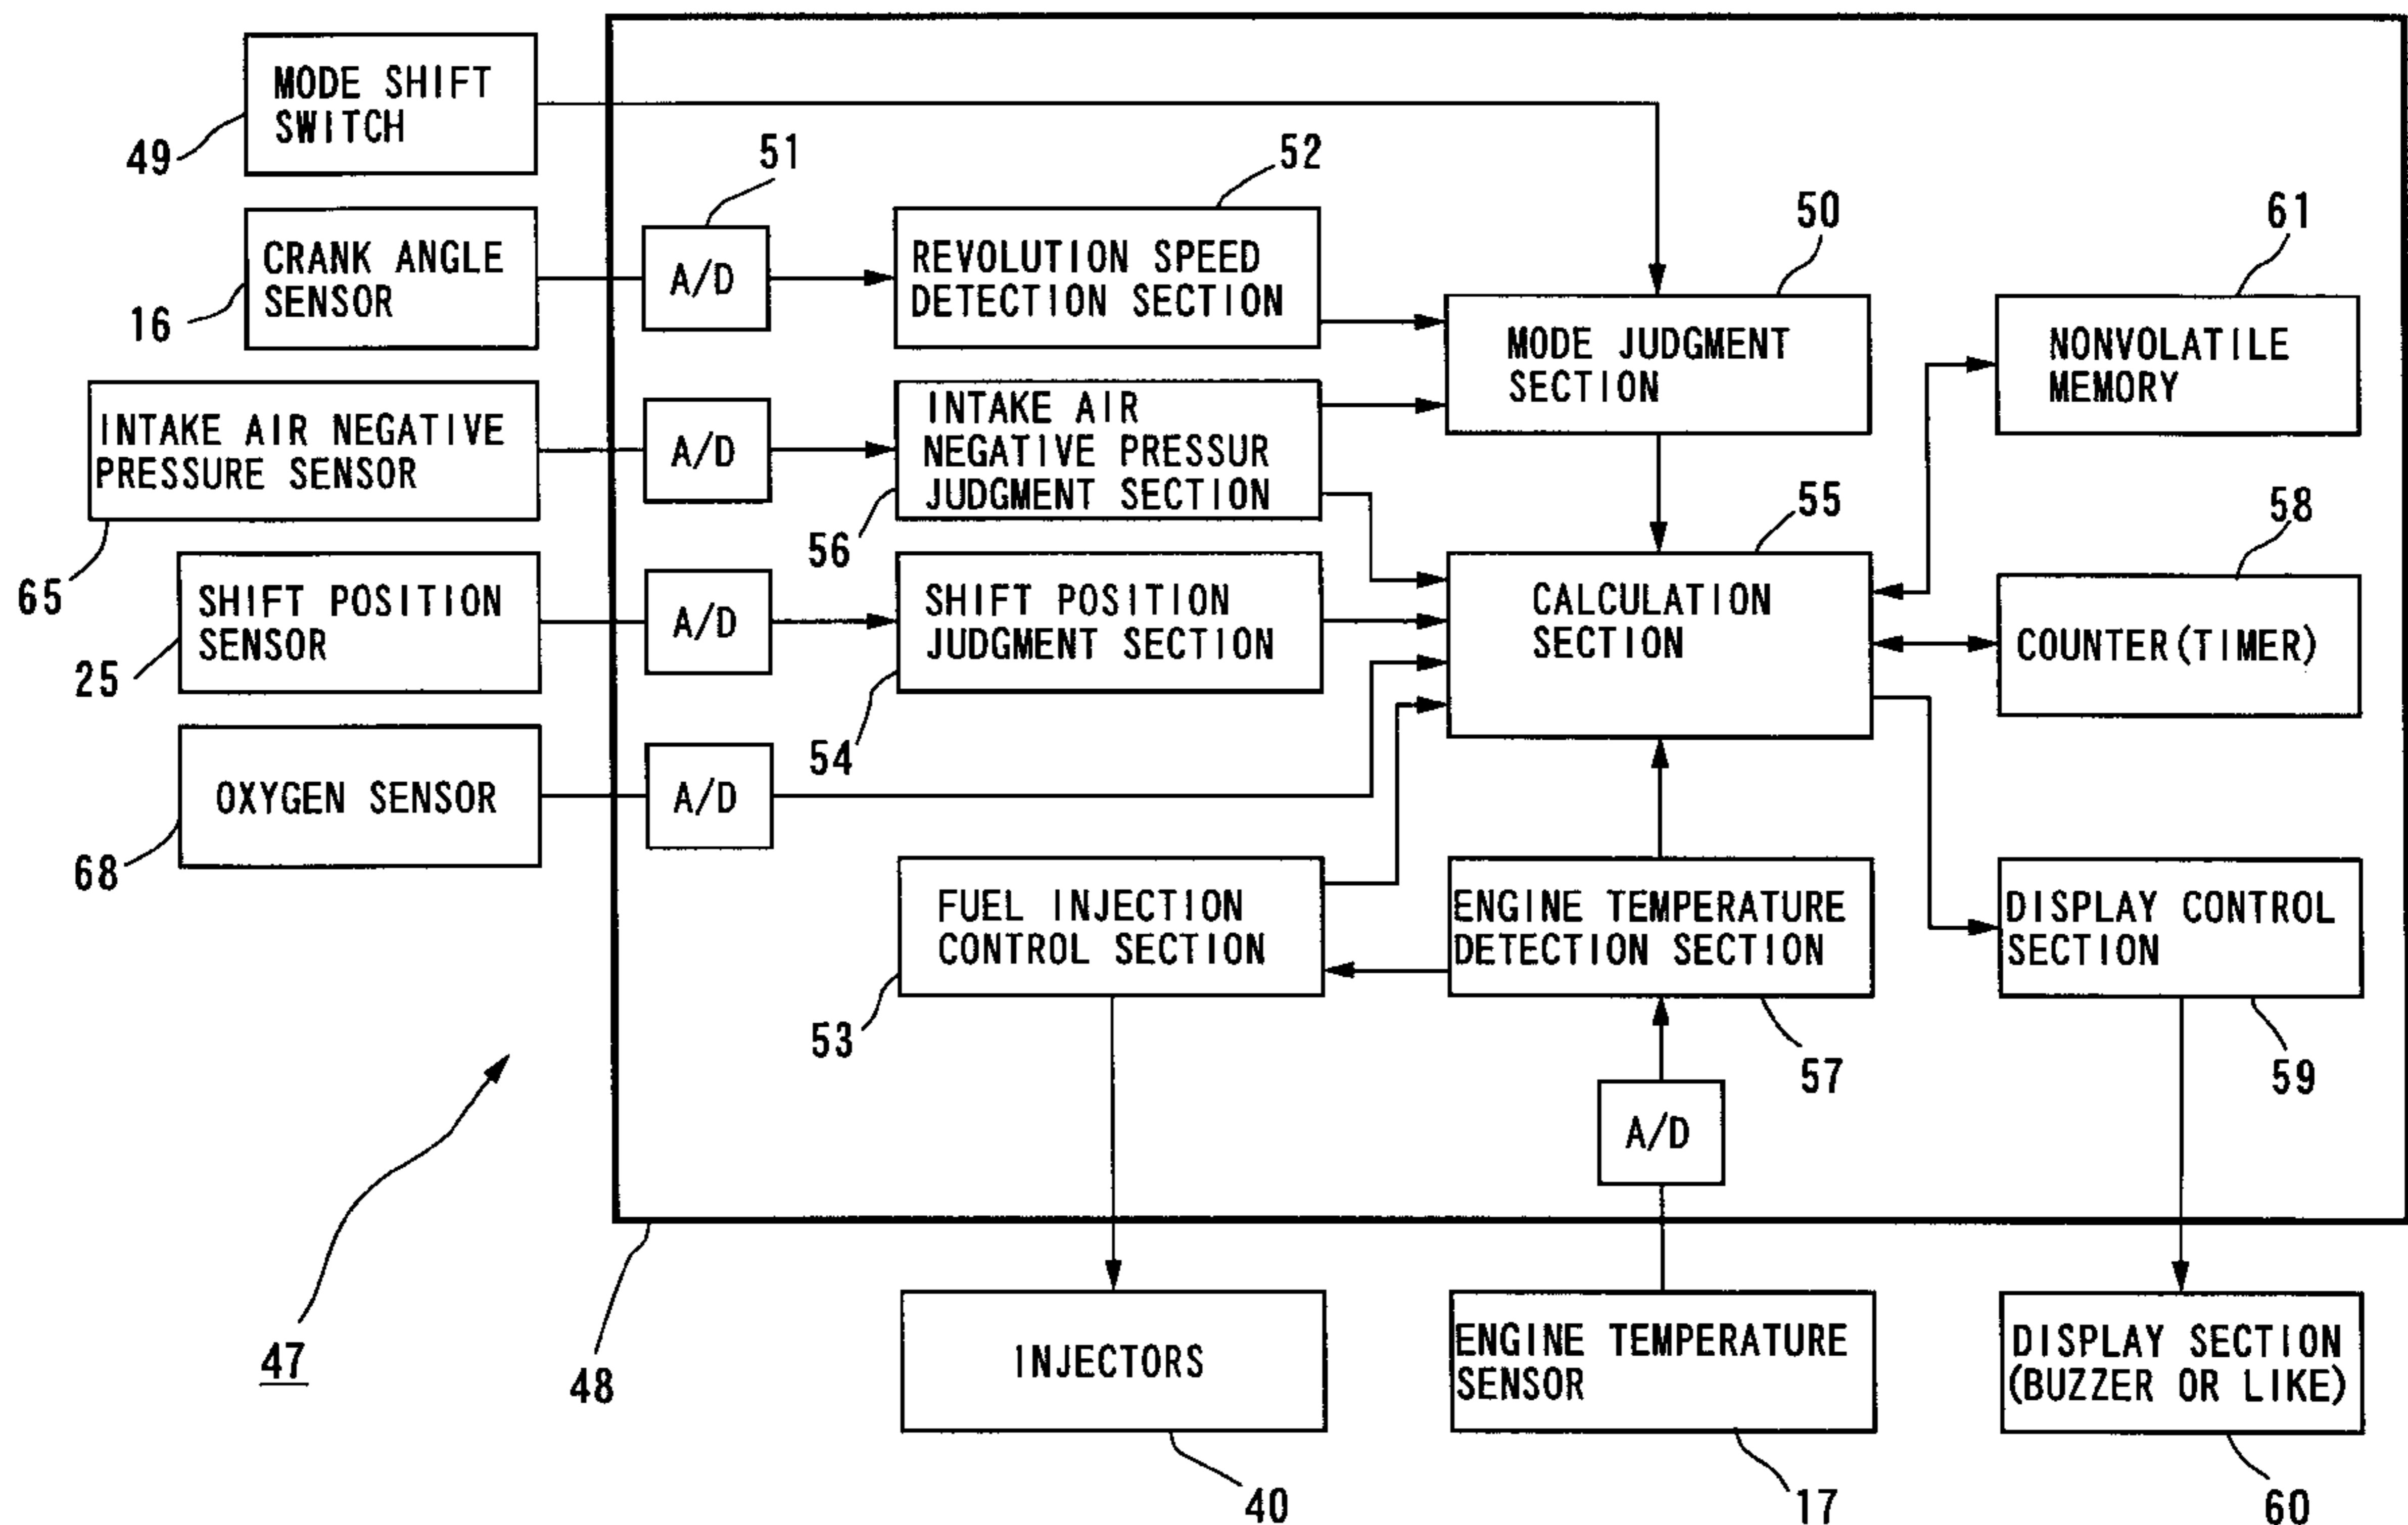 MODE SHIFT
SWITCH
49
51
52
CRANK ANGLE
SENSOR
16
A/D
REVOLUTION SPEED
DETECTION SECTION
50
61
MODE JUDGMENT
SECTION
NONVOLATILE
MEMORY
INTAKE AIR NEGATIVE
PRESSURE SENSOR
65
A/D
INTAKE AIR
NEGATIVE PRESSUR
JUDGMENT SECTION
56
55
58
SHIFT POSITION
SENSOR
25
A/D
SHIFT POSITION
JUDGMENT SECTION
54
CALCULATION
SECTION
COUNTER(TIMER)
OXYGEN SENSOR
68
A/D
FUEL INJECTION
CONTROL SECTION
53
ENGINE TEMPERATURE
DETECTION SECTION
57
DISPLAY CONTROL
SECTION
59
A/D
47
48
INJECTORS
40
ENGINE TEMPERATURE
SENSOR
17
DISPLAY SECTION
(BUZZER OR LIKE)
60